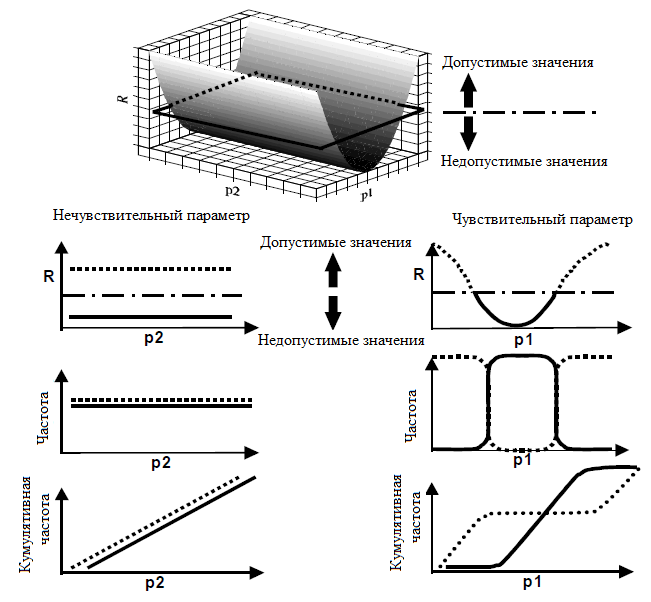 Допустимые значения
R
Недопустимые значения
p2
p1
Нечувствительный параметр
Чувствительный параметр
Допустимые значения
R
R
Недопустимые значения
p2
p1
Частота
Частота
p2
p1
Кумулятивная
частота
Кумулятивная
частота
p2
p1